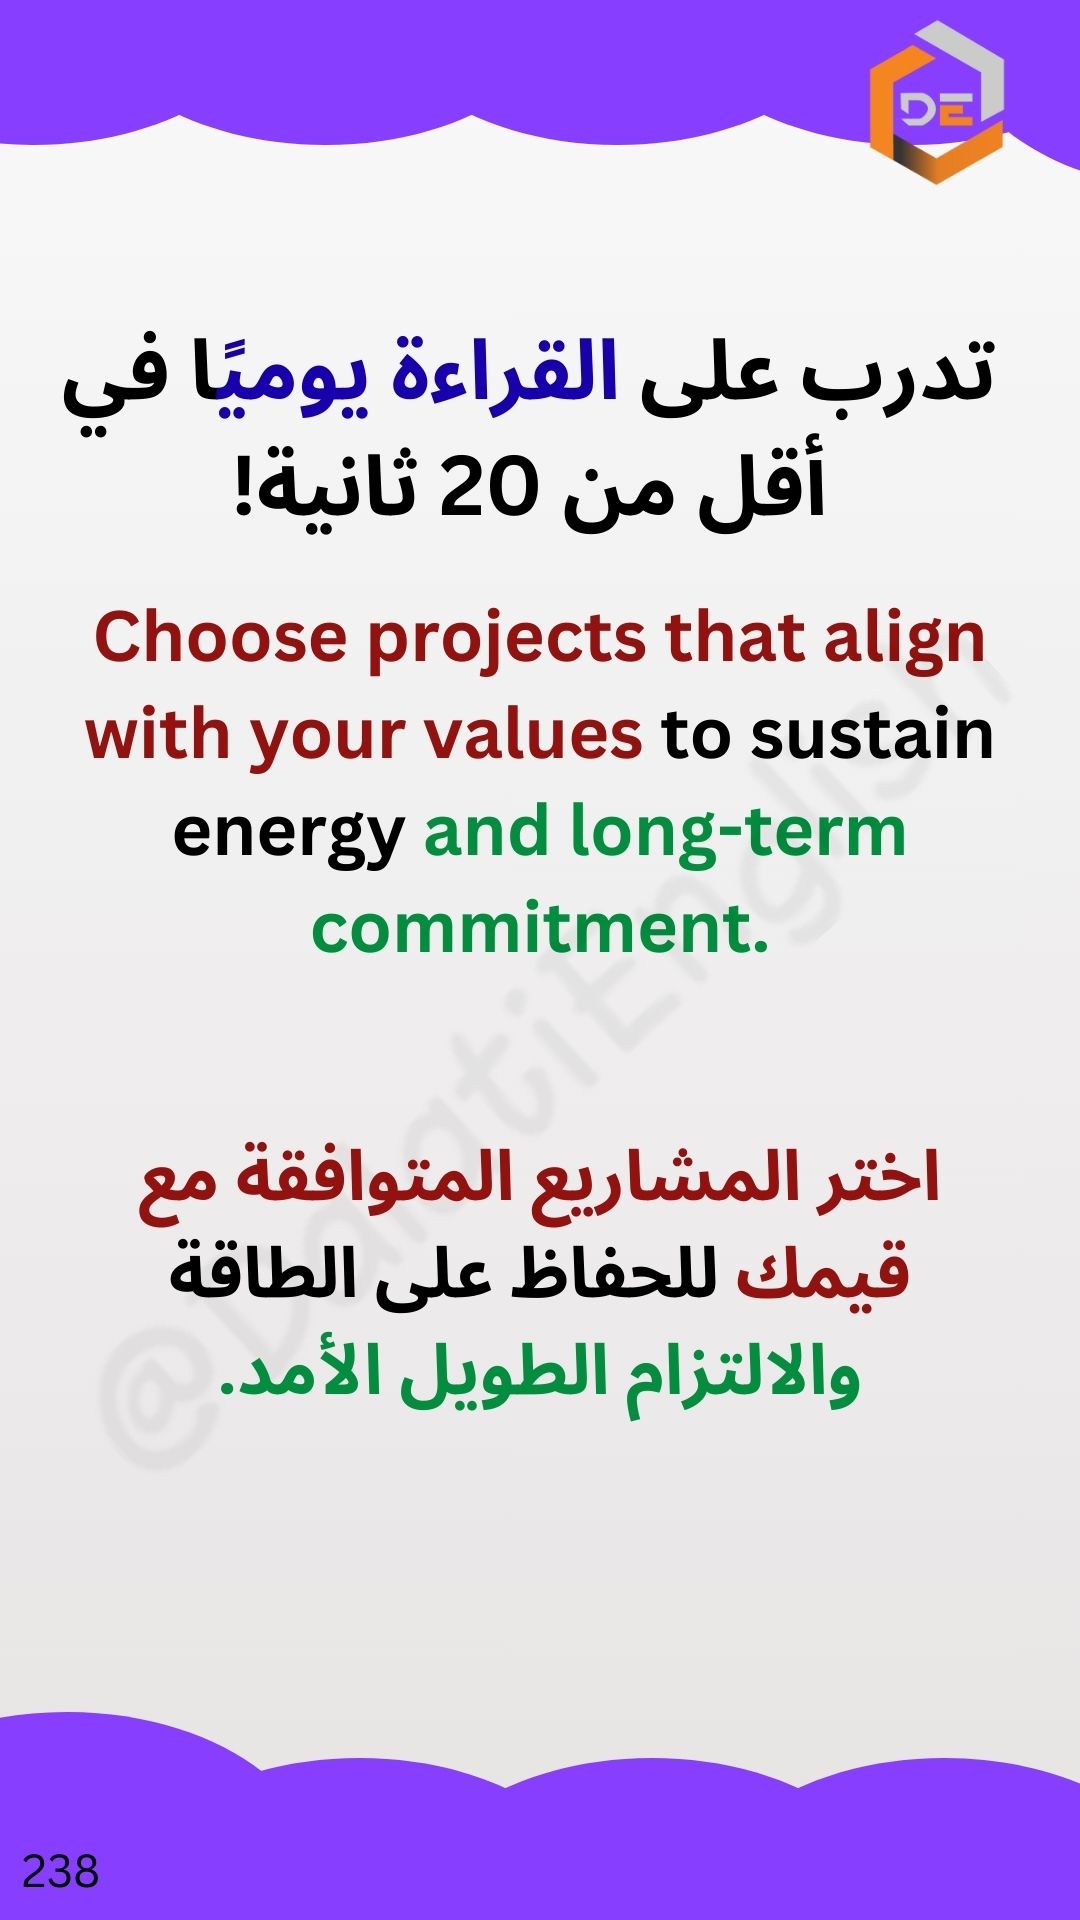 DE
تدرب على القراءة يوميًا في
أقل من 20 ثانية!
Choose projects that align
with your values to sustain
energy and long-term
commitment.
اختر المشاريع المتوافقة مع
قيمك للحفاظ على الطاقة
والالتزام الطويل الأمد.
@DalatiEnglish
238